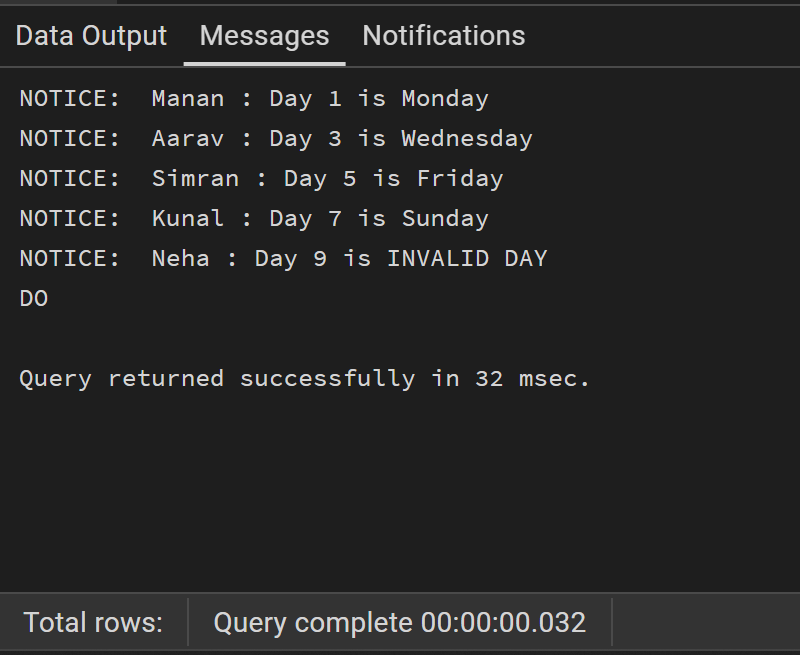 Data Output Messages Notifications
NOTICE:  Manan : Day 1 is Monday
NOTICE:  Aarav : Day 3 is Wednesday
NOTICE:  Simran : Day 5 is Friday
NOTICE:  Kunal : Day 7 is Sunday
NOTICE:  Neha : Day 9 is INVALID DAY
DO
Query returned successfully in 32 msec.
Total rows: Query complete 00:00:00.032